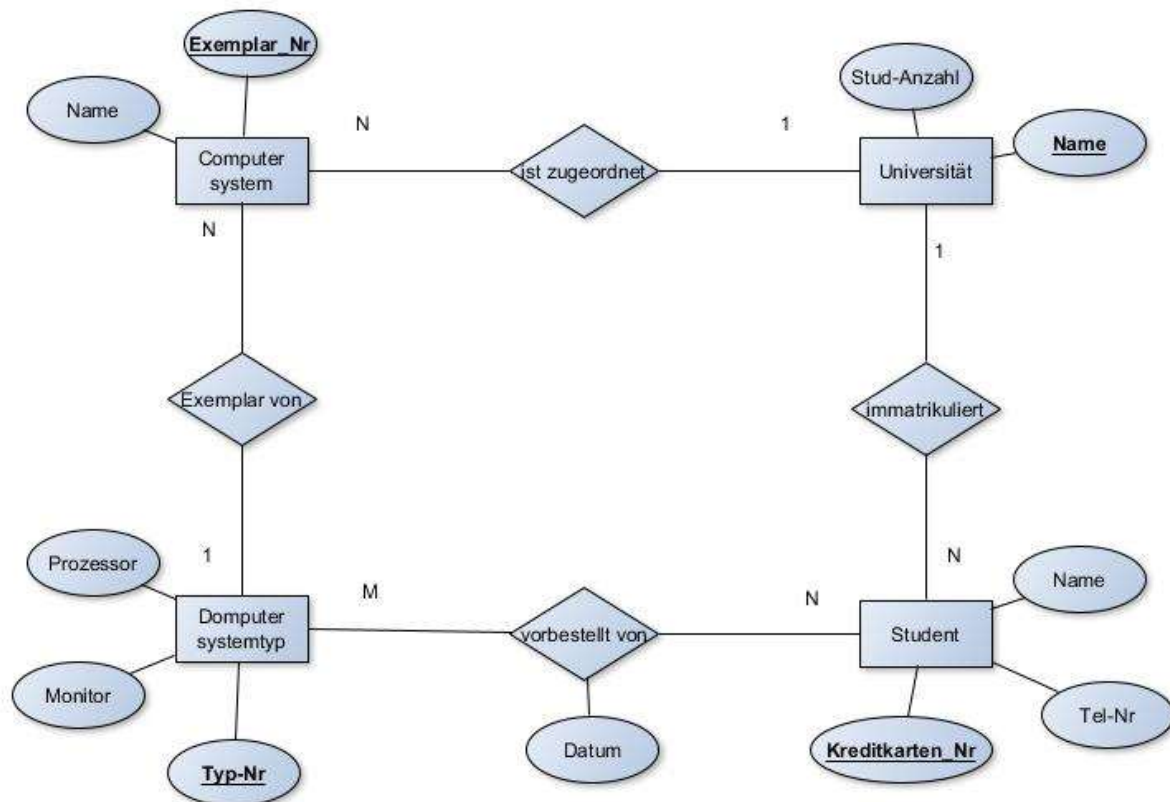 Exemplar_Nr
Name
Stud-Anzahl
N
1
Computer
system
ist zugeordnet
Universität
Name
N
1
Exemplar von
immatrikuliert
Prozessor
1
M
N
N
Name
Domputer
systemtyp
vorbestellt von
Student
Monitor
Tel-Nr
Typ-Nr
Datum
Kreditkarten_Nr